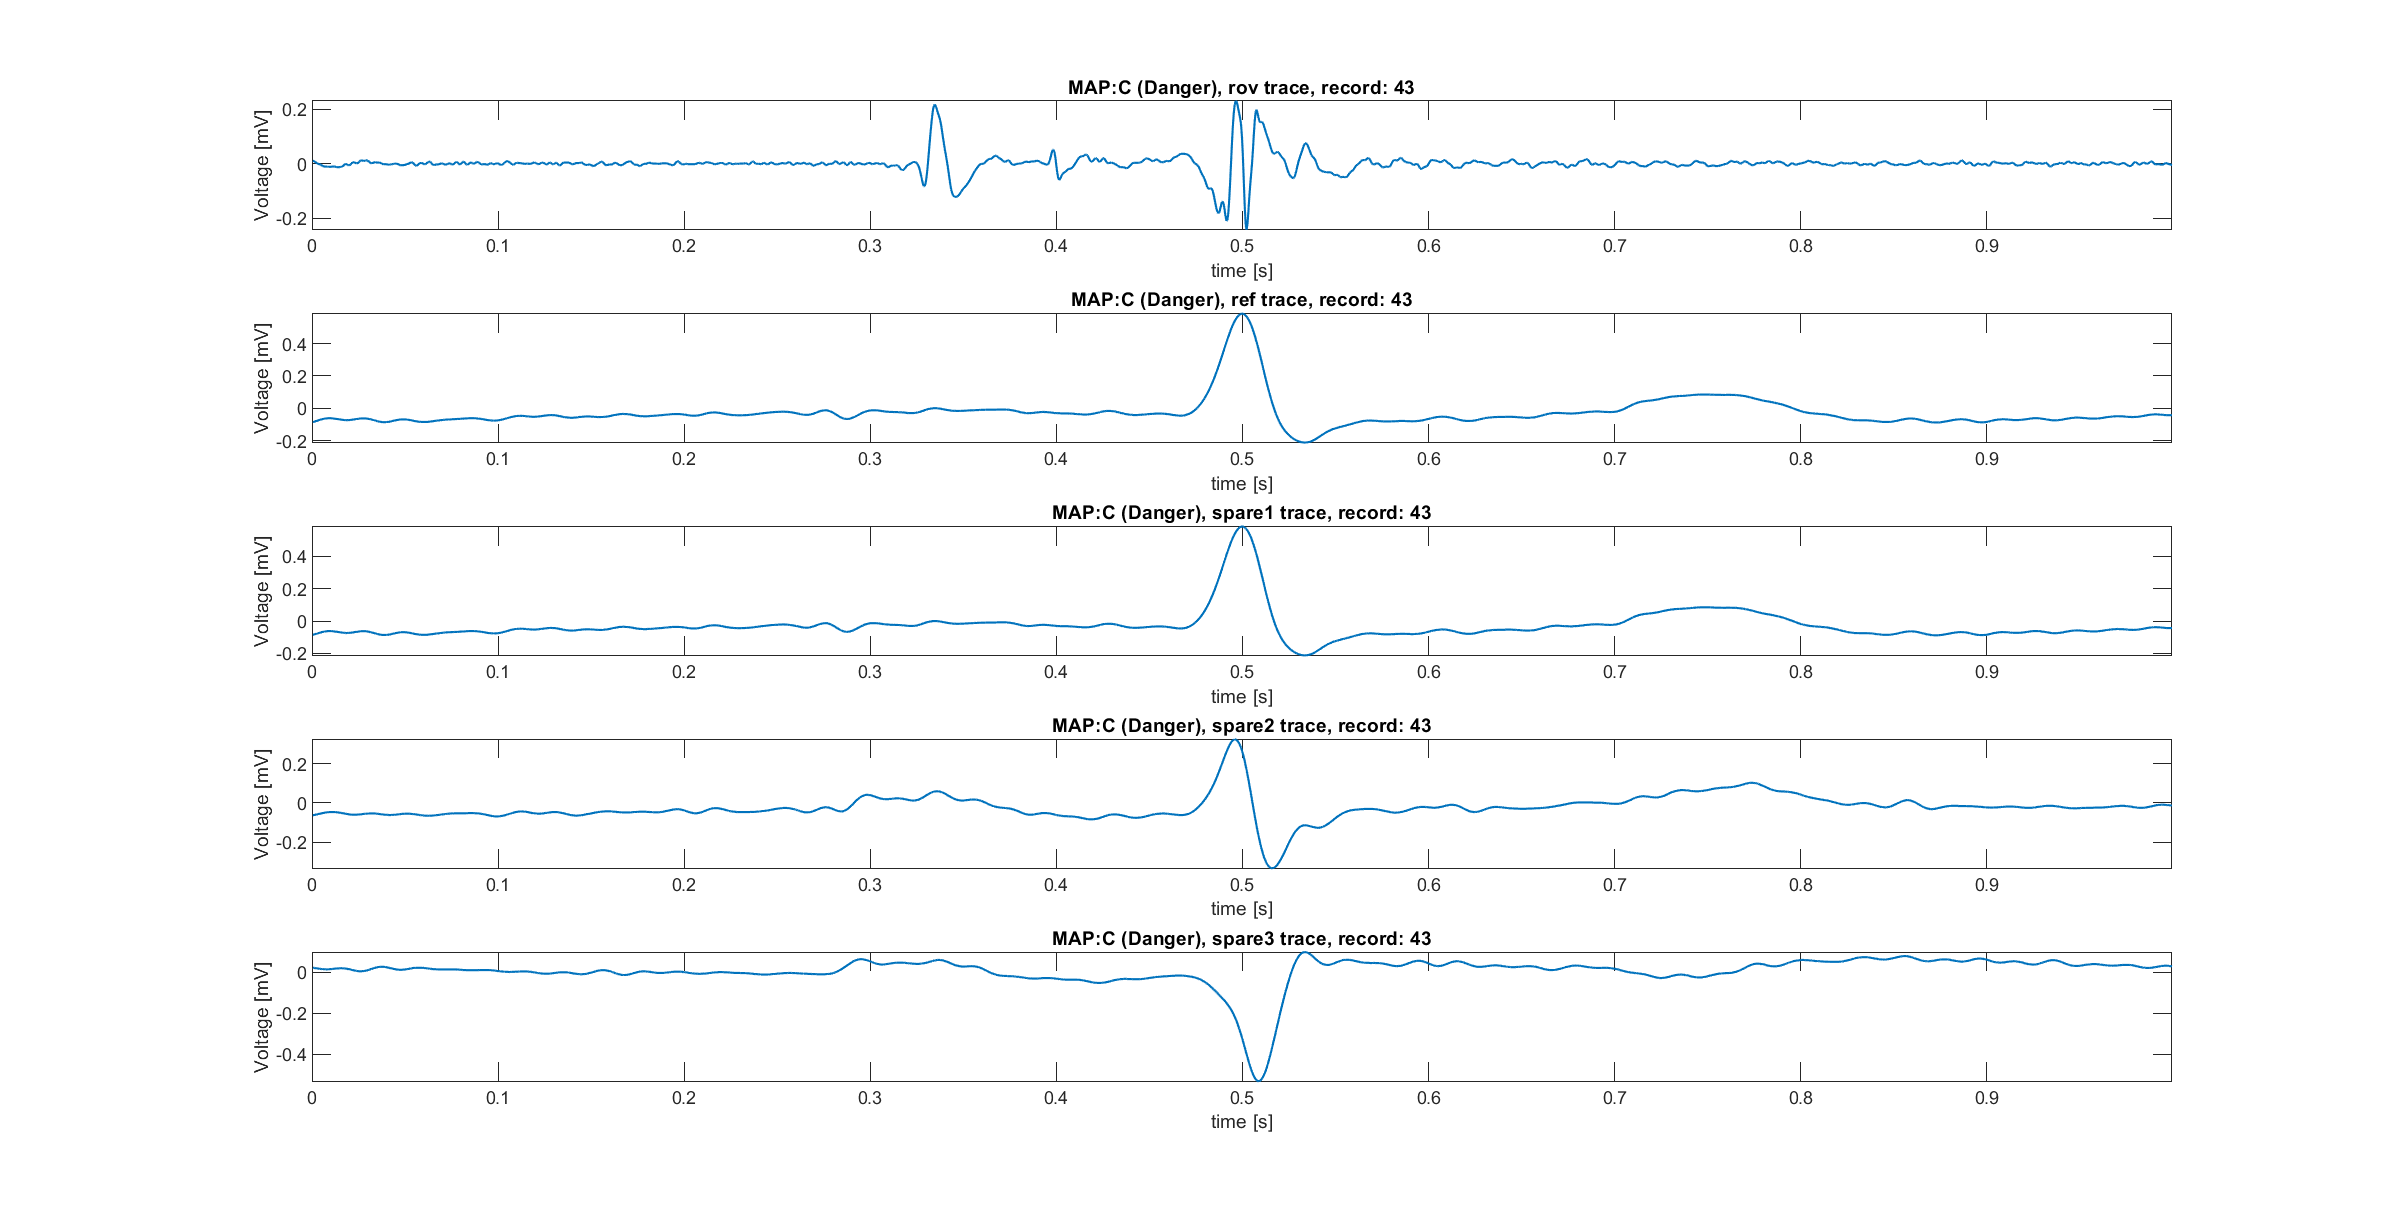 MAP:C (Danger), rov trace, record: 43
Voltage [mV]
0.2
0
-0.2
0 0.1 0.2 0.3 0.4 0.5 0.6 0.7 0.8 0.9
time [s]
MAP:C (Danger), ref trace, record: 43
Voltage [mV]
0.4
0.2
0
-0.2
0 0.1 0.2 0.3 0.4 0.5 0.6 0.7 0.8 0.9
time [s]
MAP:C (Danger), spare1 trace, record: 43
Voltage [mV]
0.4
0.2
0
-0.2
0 0.1 0.2 0.3 0.4 0.5 0.6 0.7 0.8 0.9
time [s]
MAP:C (Danger), spare2 trace, record: 43
Voltage [mV]
0.2
0
-0.2
0 0.1 0.2 0.3 0.4 0.5 0.6 0.7 0.8 0.9
time [s]
MAP:C (Danger), spare3 trace, record: 43
Voltage [mV]
0
-0.2
-0.4
0 0.1 0.2 0.3 0.4 0.5 0.6 0.7 0.8 0.9
time [s]